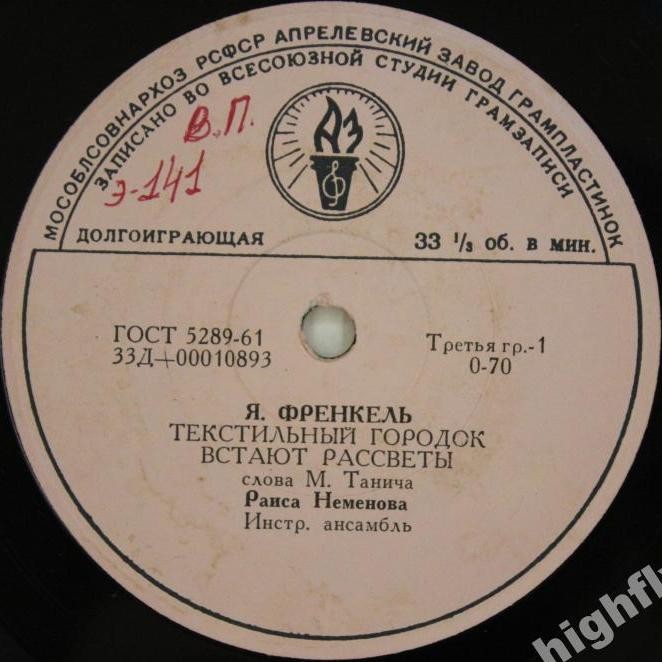 МОСОБЛСОВНАРХОЗ РСФСР АПРЕЛЕВСКИЙ ЗАВОД ГРАМПЛАСТИНОК
ЗАПИСАНО ВО ВСЕСОЮЗНОЙ СТУДИИ ГРАМЗАПИСИ
В.П.
Э-141
АЗ
ДОЛГОИГРАЮЩАЯ 33 ⅓ об. в мин.
ГОСТ 5289-61 Третья гр.-1
33Д—00010893 0-70
Я. ФРЕНКЕЛЬ
ТЕКСТИЛЬНЫЙ ГОРОДОК
ВСТАЮТ РАССВЕТЫ
слова М. Танича
Раиса Неменова
Инстр. ансамбль